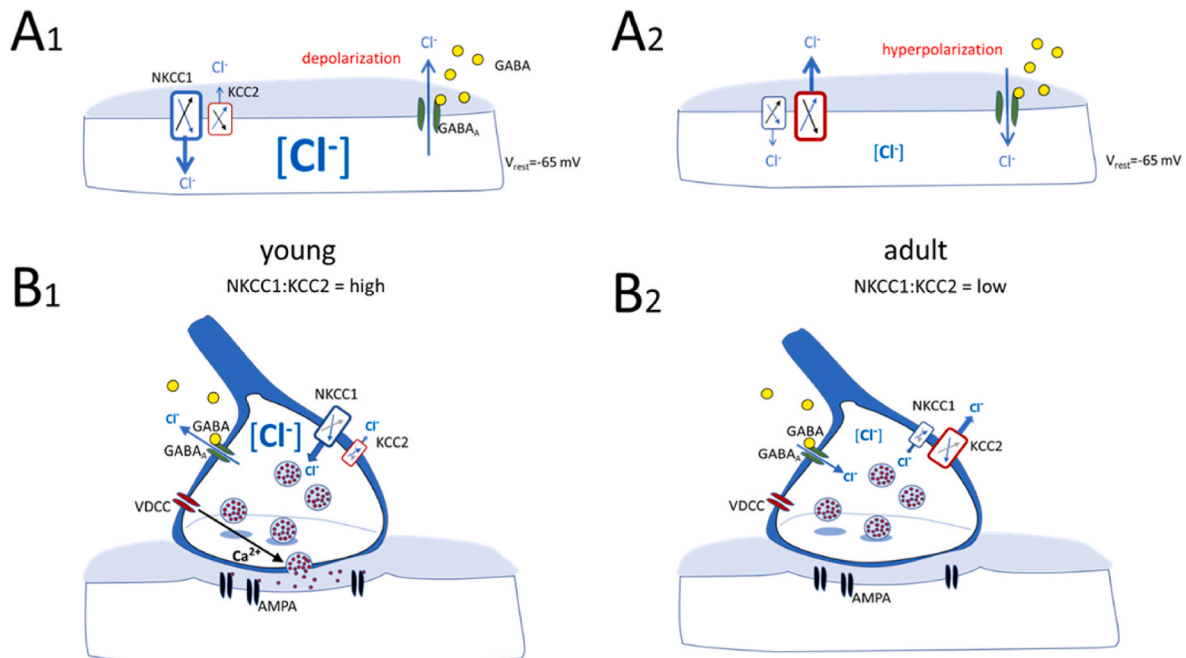 A1
depolarization
Cl-
GABA
NKCC1
Cl-
KCC2
GABAA
[Cl-]
Cl-
Vrest=-65 mV
A2
Cl-
hyperpolarization
[Cl-]
Cl-
Cl-
Vrest=-65 mV
young
NKCC1:KCC2 = high
adult
NKCC1:KCC2 = low
B1
NKCC1
Cl-
GABA
[Cl-]
Cl-
KCC2
GABAA
Cl-
VDCC
Ca2+
AMPA
B2
Cl-
NKCC1
GABA
[Cl-]
KCC2
GABAA
Cl-
Cl-
VDCC
AMPA